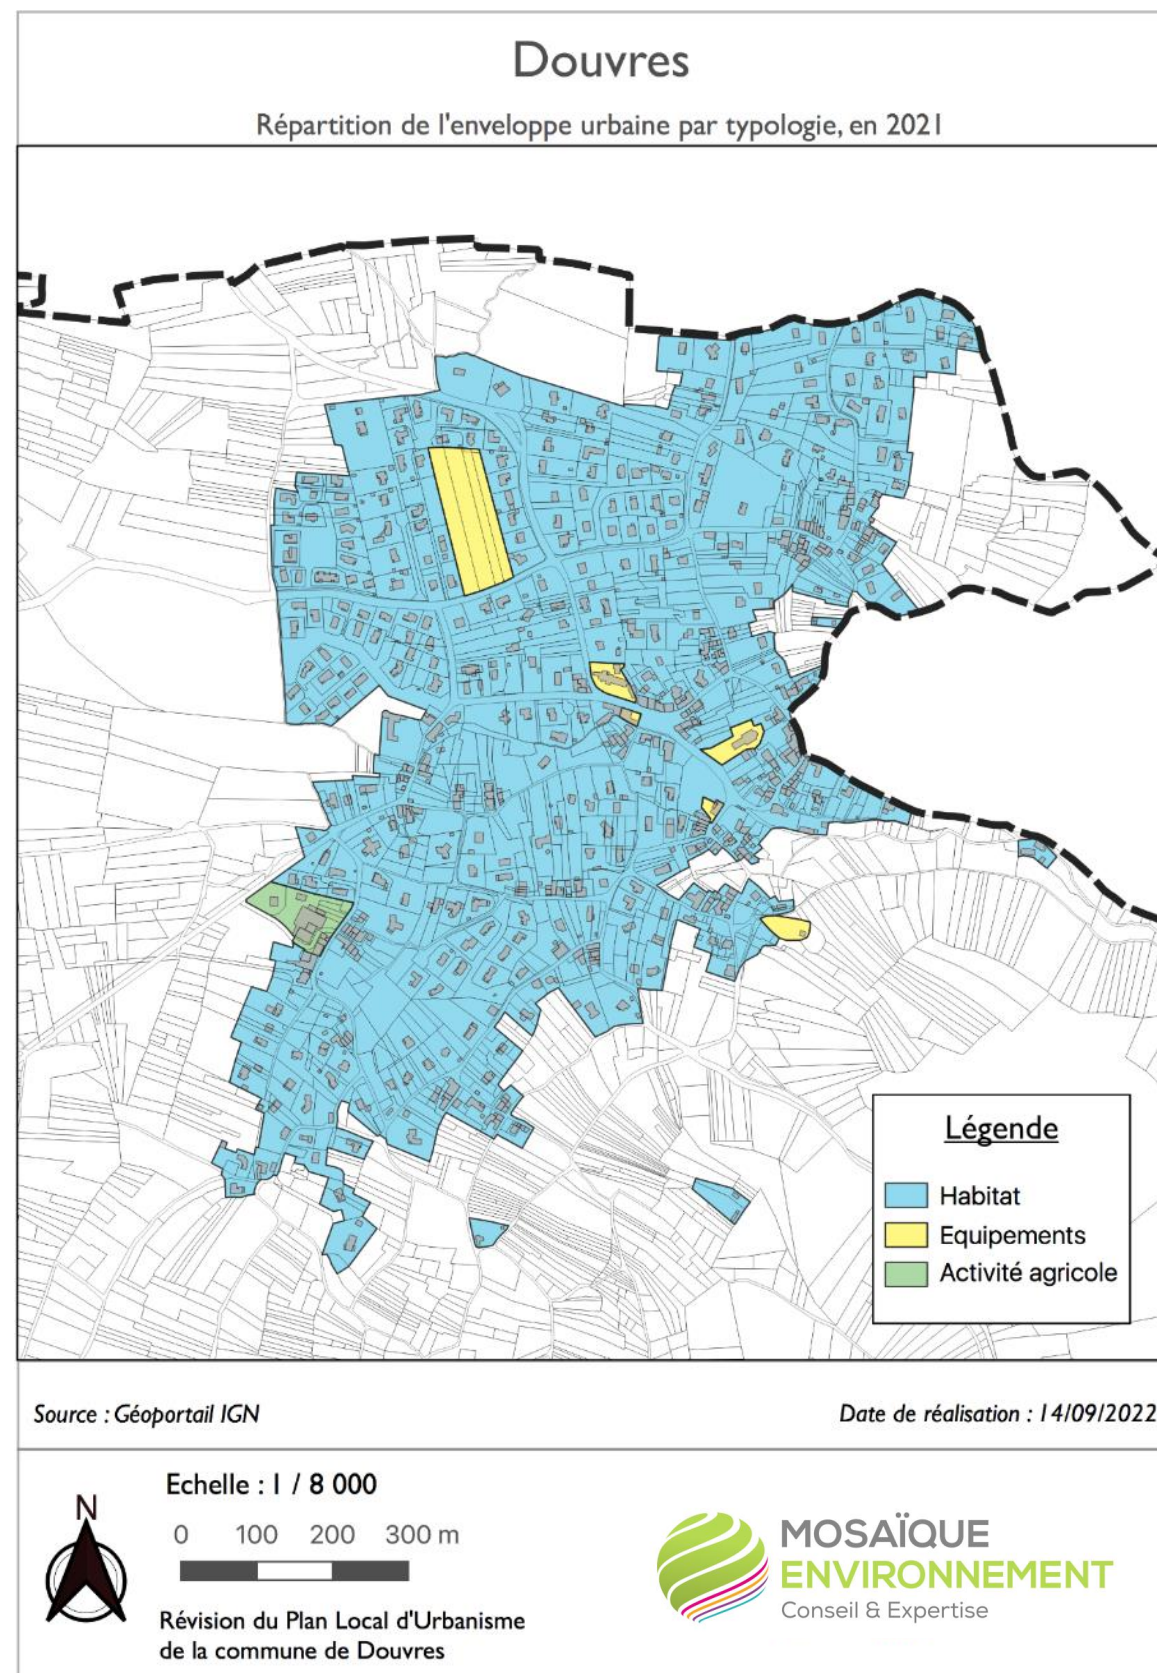 Douvres
Répartition de l'enveloppe urbaine par typologie, en 2021
Légende
Habitat
Equipements
Activité agricole
Source : Géoportail IGN
Date de réalisation : 14/09/2022
N
Echelle : 1 / 8 000
0 100 200 300 m
Révision du Plan Local d'Urbanisme
de la commune de Douvres
MOSAÏQUE
ENVIRONNEMENT
Conseil & Expertise